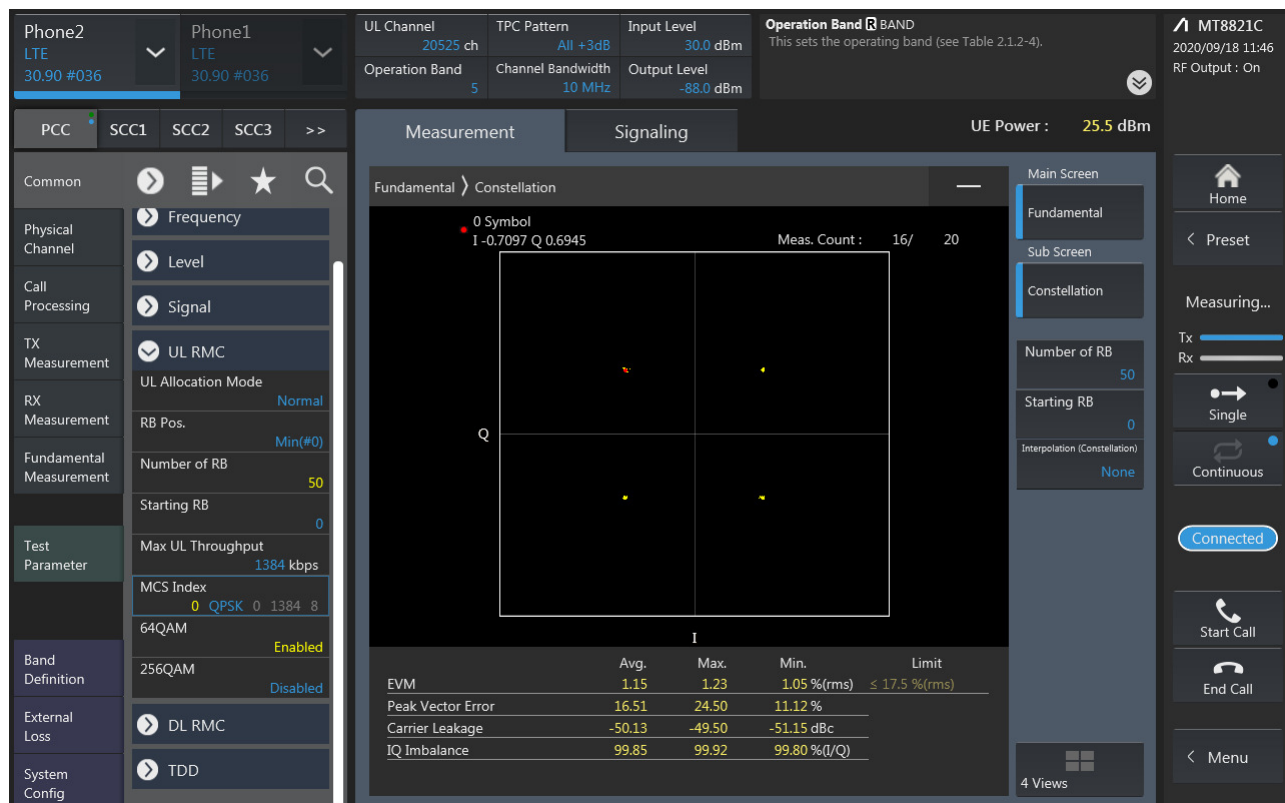 Phone2
LTE
30.90 #036
Phone1
LTE
30.90 #036
UL Channel
20525 ch
TPC Pattern
All +3dB
Input Level
30.0 dBm
Operation Band
5
Channel Bandwidth
10 MHz
Output Level
-88.0 dBm
Operation Band R BAND
This sets the operating band (see Table 2.1.2-4).
MT8821C
2020/09/18 11:46
RF Output : On
PCC SCC1 SCC2 SCC3 >>
Measurement Signaling
UE Power : 25.5 dBm
Common
Physical
Channel
Call
Processing
TX
Measurement
RX
Measurement
Fundamental
Measurement
Test
Parameter
Band
Definition
External
Loss
System
Config
Frequency
Level
Signal
UL RMC
UL Allocation Mode
Normal
RB Pos.
Min(#0)
Number of RB
50
Starting RB
0
Max UL Throughput
1384 kbps
MCS Index
0 QPSK 0 1384 8
64QAM
Enabled
256QAM
Disabled
DL RMC
TDD
Fundamental ⟩ Constellation
0 Symbol
I -0.7097 Q 0.6945
Meas. Count : 16/ 20
Q
I
Avg. Max. Min. Limit
EVM 1.15 1.23 1.05 %(rms) ≤ 17.5 %(rms)
Peak Vector Error 16.51 24.50 11.12 %
Carrier Leakage -50.13 -49.50 -51.15 dBc
IQ Imbalance 99.85 99.92 99.80 %(I/Q)
Main Screen
Fundamental
Sub Screen
Constellation
Number of RB
50
Starting RB
0
Interpolation (Constellation)
None
4 Views
Home
< Preset
Measuring...
Tx
Rx
Single
Continuous
Connected
Start Call
End Call
< Menu